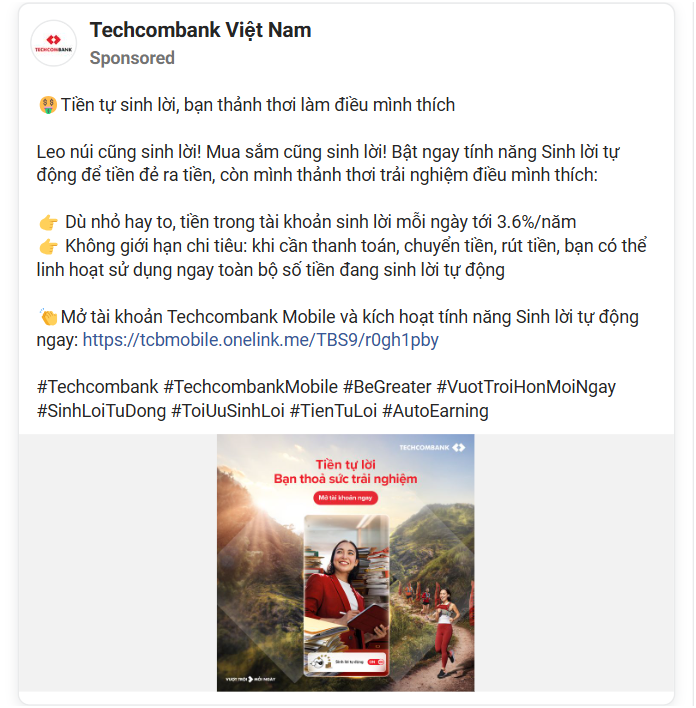 TECHCOMBANK
Techcombank Việt Nam
Sponsored
🤑Tiền tự sinh lời, bạn thảnh thơi làm điều mình thích
Leo núi cũng sinh lời! Mua sắm cũng sinh lời! Bật ngay tính năng Sinh lời tự
động để tiền đẻ ra tiền, còn mình thảnh thơi trải nghiệm điều mình thích:
👉 Dù nhỏ hay to, tiền trong tài khoản sinh lời mỗi ngày tới 3.6%/năm
👉 Không giới hạn chi tiêu: khi cần thanh toán, chuyển tiền, rút tiền, bạn có thể
linh hoạt sử dụng ngay toàn bộ số tiền đang sinh lời tự động
👏Mở tài khoản Techcombank Mobile và kích hoạt tính năng Sinh lời tự động
ngay: https://tcbmobile.onelink.me/TBS9/r0gh1pby
#Techcombank #TechcombankMobile #BeGreater #VuotTroiHonMoiNgay
#SinhLoiTuDong #ToiUuSinhLoi #TienTuLoi #AutoEarning
TECHCOMBANK
Tiền tự lời
Bạn thoả sức trải nghiệm
Mở tài khoản ngay
Sinh lời tự động
VƯỢT TRỘI MỖI NGÀY